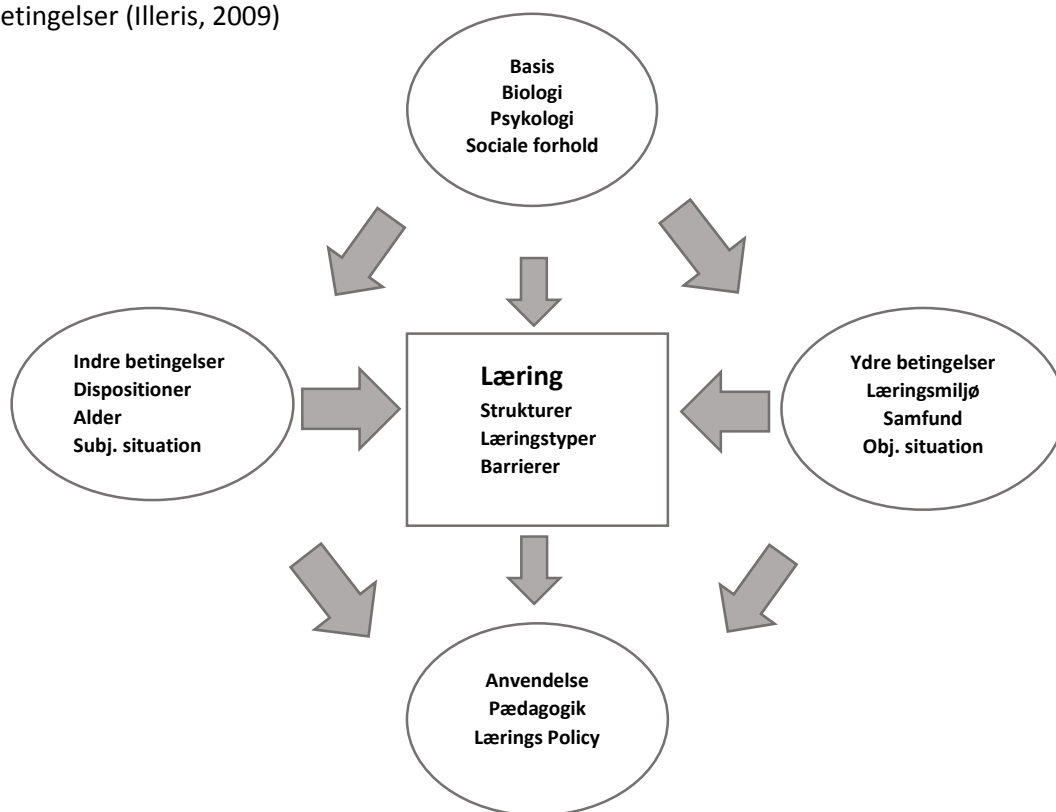 etingelser (Illeris, 2009)
Basis
Biologi
Psykologi
Sociale forhold
Indre betingelser
Dispositioner
Alder
Subj. situation
Læring
Strukturer
Læringstyper
Barrierer
Ydre betingelser
Læringsmiljø
Samfund
Obj. situation
Anvendelse
Pædagogik
Lærings Policy